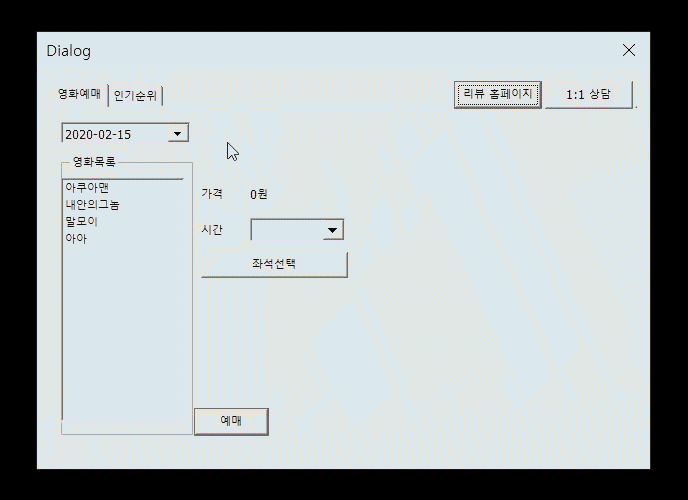 Dialog
영화예매 인기순위 리뷰 홈페이지 1:1 상담
2020-02-15
영화목록
아쿠아맨
내안의그놈
말모이
아아
가격 0원
시간
좌석선택
예매